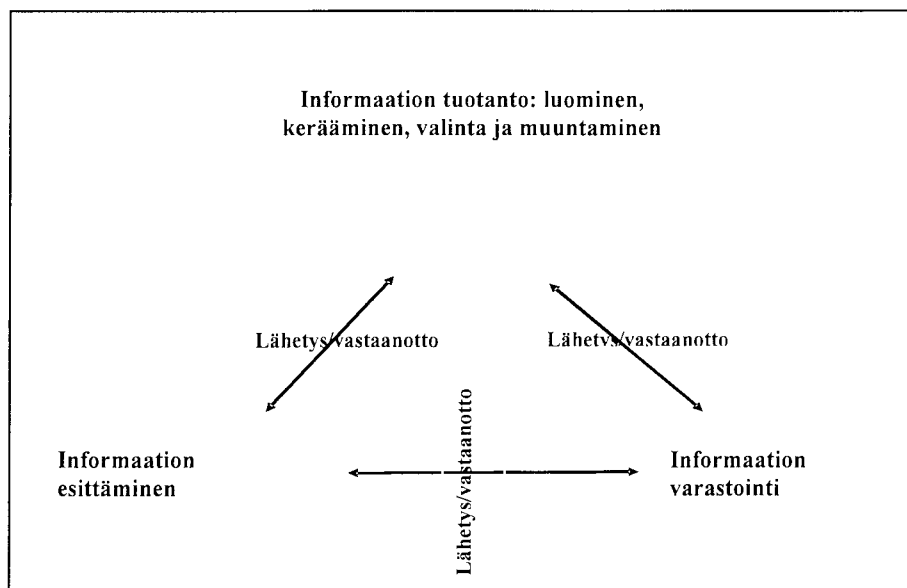 Informaation tuotanto: luominen,
kerääminen, valinta ja muuntaminen
Lähetys/vastaanotto
Lähetys/vastaanotto
Lähetys/vastaanotto
Informaation
esittäminen
Informaation
varastointi